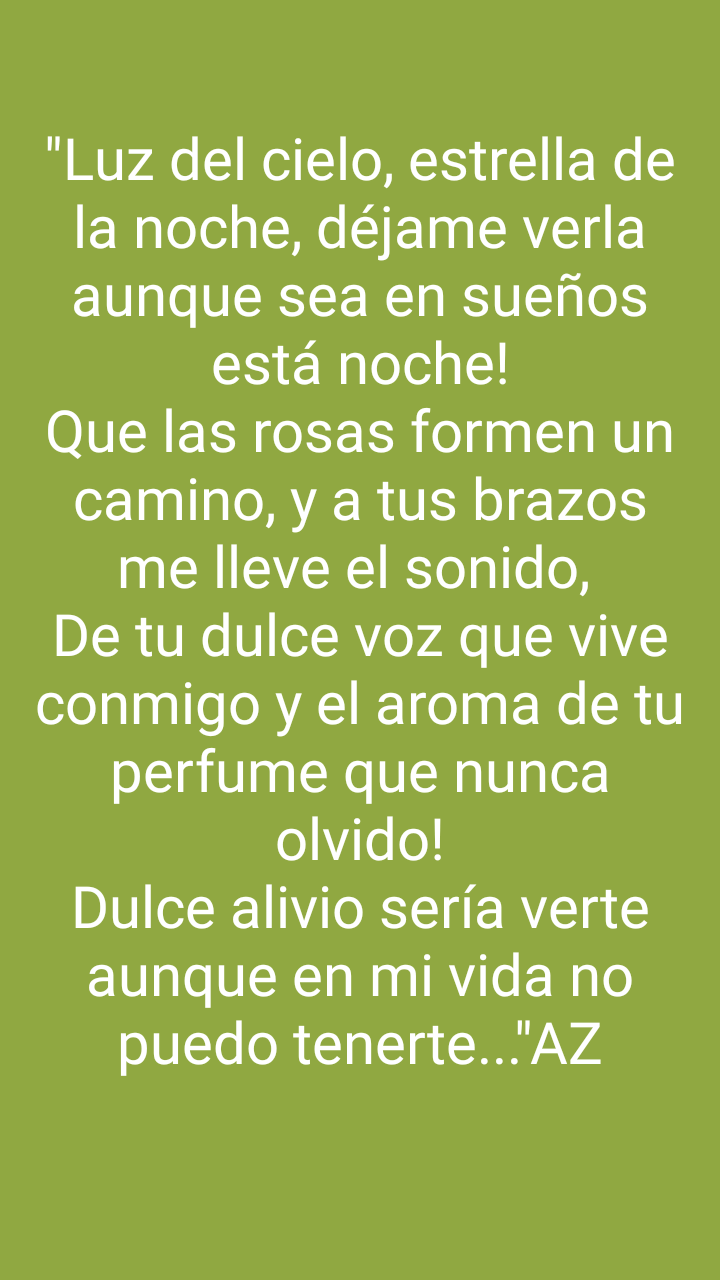 "Luz del cielo, estrella de
la noche, déjame verla
aunque sea en sueños
está noche!
Que las rosas formen un
camino, y a tus brazos
me lleve el sonido,
De tu dulce voz que vive
conmigo y el aroma de tu
perfume que nunca
olvido!
Dulce alivio sería verte
aunque en mi vida no
puedo tenerte..."AZ